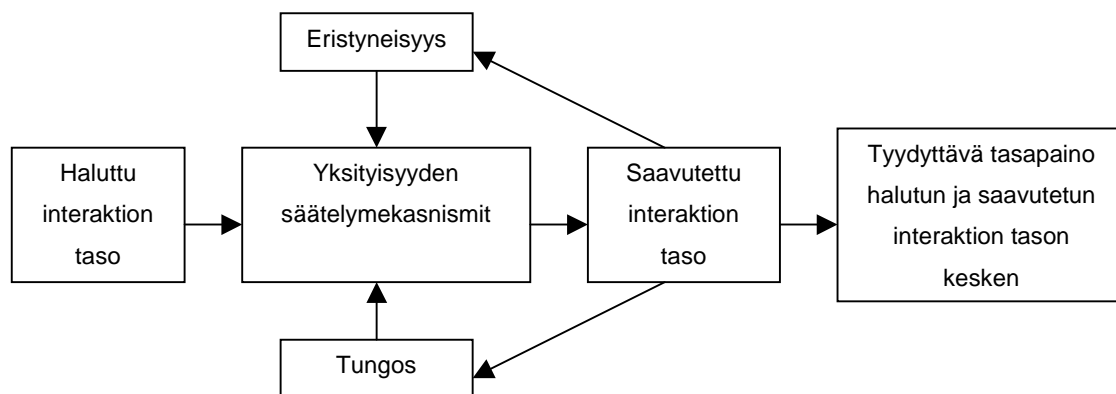 Eristyneisyys
Haluttu
interaktion
taso
Yksityisyyden
säätelymekasnismit
Saavutettu
interaktion
taso
Tyydyttävä tasapaino
halutun ja saavutetun
interaktion tason
kesken
Tungos